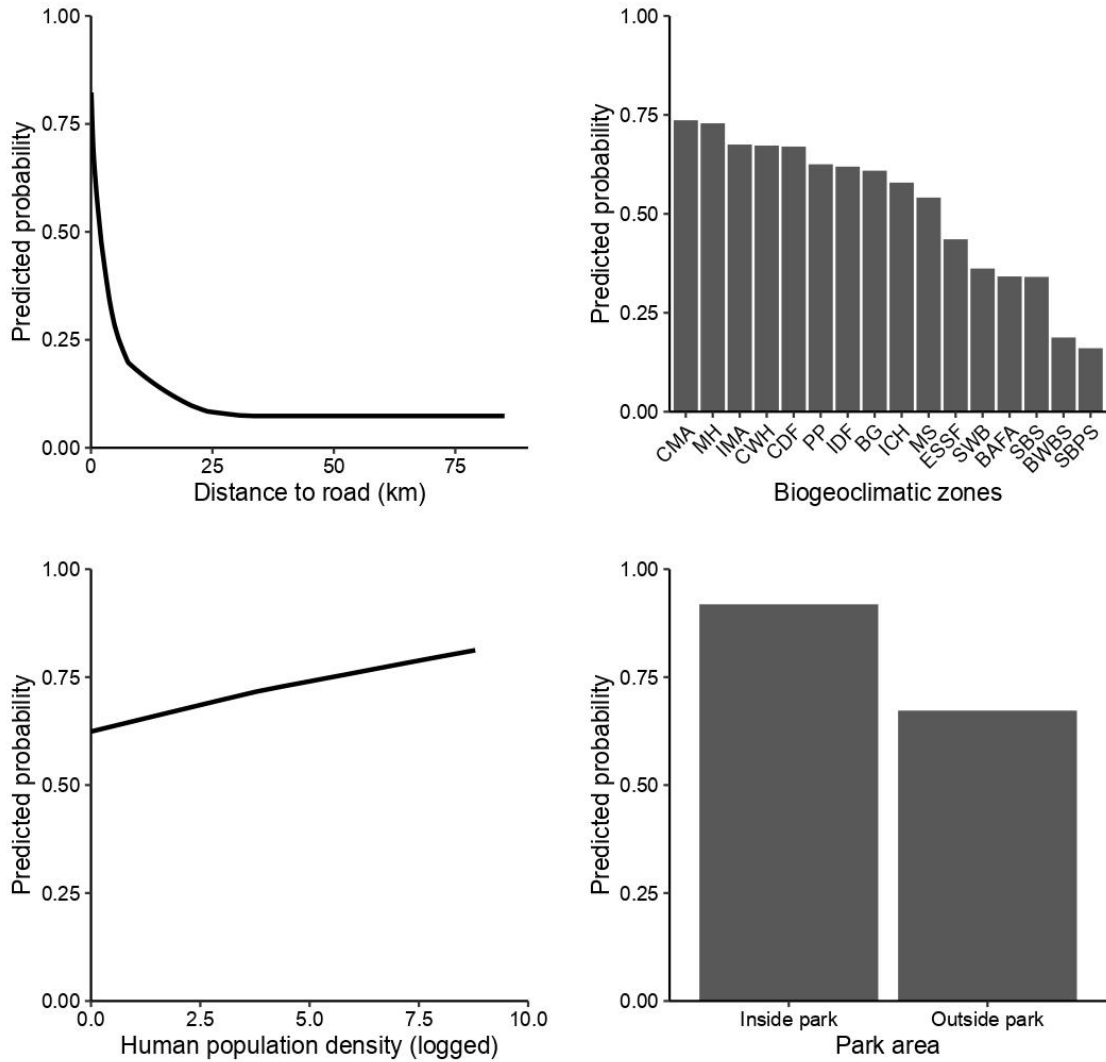 1.00
0.75
0.50
0.25
0.00
Predicted probability
0
25
50
75
Distance to road (km)
1.00
0.75
0.50
0.25
0.00
Predicted probability
CMA
MH
IMA
CWH
CDF
PP
IDF
BG
ICH
MS
ESSF
SWB
BAFA
SBS
BWBS
SBPS
Biogeoclimatic zones
1.00
0.75
0.50
0.25
0.00
Predicted probability
0.0
2.5
5.0
7.5
10.0
Human population density (logged)
1.00
0.75
0.50
0.25
0.00
Predicted probability
Inside park
Outside park
Park area